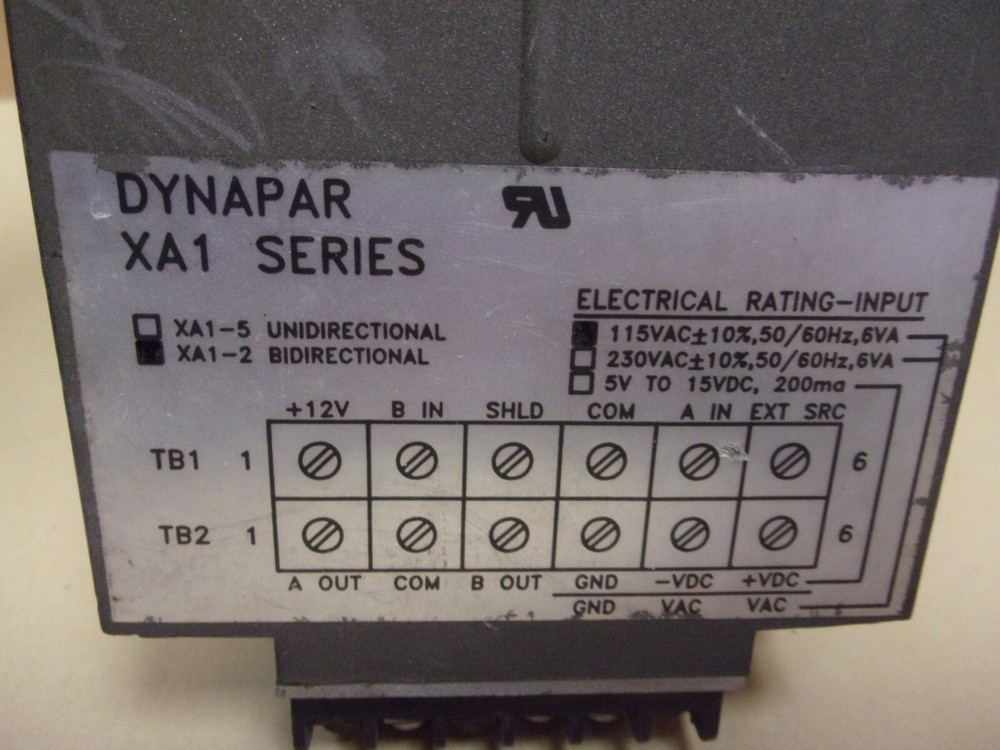 DYNAPAR
XA1 SERIES
RU
ELECTRICAL RATING-INPUT
XA1-5 UNIDIRECTIONAL
XA1-2 BIDIRECTIONAL
115VAC±10%,50/60Hz,6VA
230VAC±10%,50/60Hz,6VA
5V TO 15VDC, 200ma
+12V B IN SHLD COM A IN EXT SRC
TB1 1 6
TB2 1 6
A OUT COM B OUT GND -VDC +VDC
GND VAC VAC